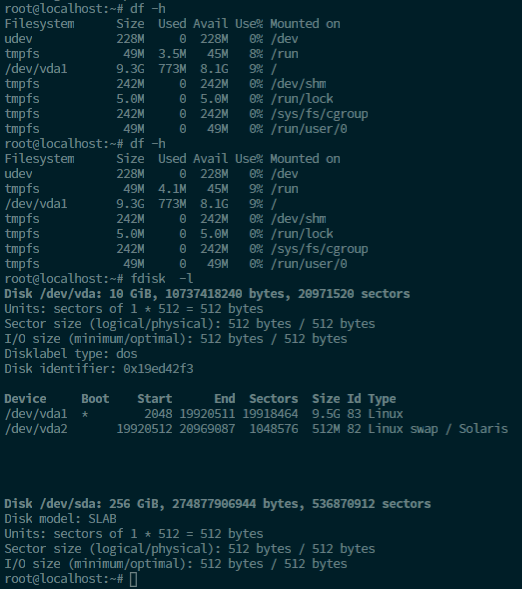 root@localhost:~# df -h
Filesystem      Size  Used Avail Use% Mounted on
udev            228M     0  228M   0% /dev
tmpfs            49M  3.5M   45M   8% /run
/dev/vda1       9.3G  773M  8.1G   9% /
tmpfs           242M     0  242M   0% /dev/shm
tmpfs           5.0M     0  5.0M   0% /run/lock
tmpfs           242M     0  242M   0% /sys/fs/cgroup
tmpfs            49M     0   49M   0% /run/user/0
root@localhost:~# df -h
Filesystem      Size  Used Avail Use% Mounted on
udev            228M     0  228M   0% /dev
tmpfs            49M  4.1M   45M   9% /run
/dev/vda1       9.3G  773M  8.1G   9% /
tmpfs           242M     0  242M   0% /dev/shm
tmpfs           5.0M     0  5.0M   0% /run/lock
tmpfs           242M     0  242M   0% /sys/fs/cgroup
tmpfs            49M     0   49M   0% /run/user/0
root@localhost:~# fdisk  -l
Disk /dev/vda: 10 GiB, 10737418240 bytes, 20971520 sectors
Units: sectors of 1 * 512 = 512 bytes
Sector size (logical/physical): 512 bytes / 512 bytes
I/O size (minimum/optimal): 512 bytes / 512 bytes
Disklabel type: dos
Disk identifier: 0x19ed42f3
Device     Boot    Start      End  Sectors  Size Id Type
/dev/vda1  *        2048 19920511 19918464  9.5G 83 Linux
/dev/vda2       19920512 20969087  1048576  512M 82 Linux swap / Solaris
Disk /dev/sda: 256 GiB, 274877906944 bytes, 536870912 sectors
Disk model: SLAB
Units: sectors of 1 * 512 = 512 bytes
Sector size (logical/physical): 512 bytes / 512 bytes
I/O size (minimum/optimal): 512 bytes / 512 bytes
root@localhost:~#